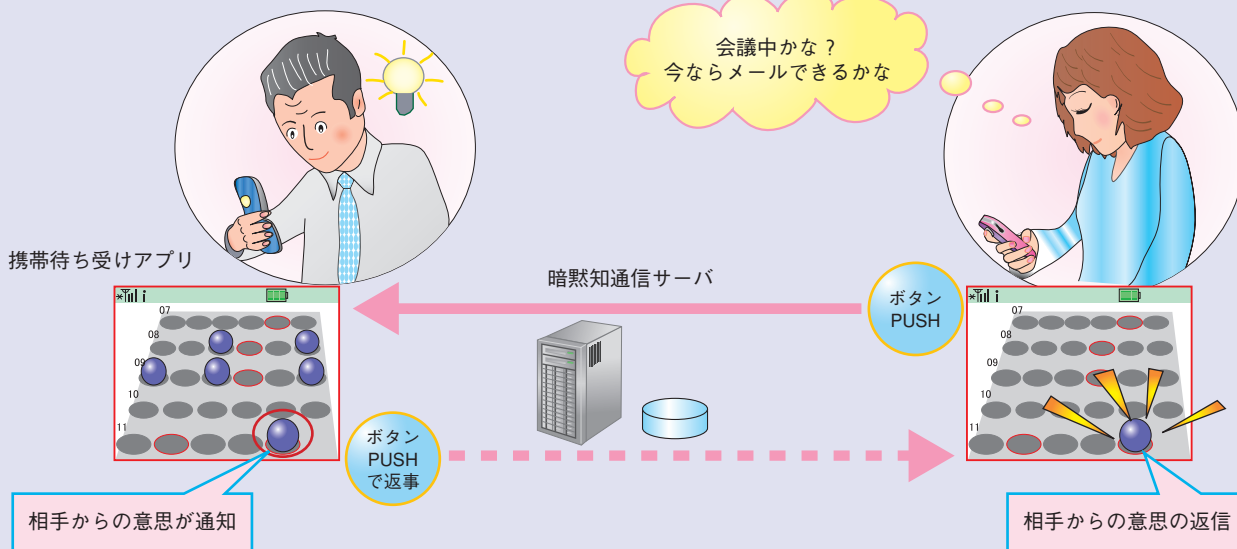 会議中かな？
今ならメールできるかな
携帯待ち受けアプリ
暗黙知通信サーバ
ボタン
PUSH
07
08
09
10
11
ボタン
PUSH
で返事
07
08
09
10
11
相手からの意思が通知
相手からの意思の返信